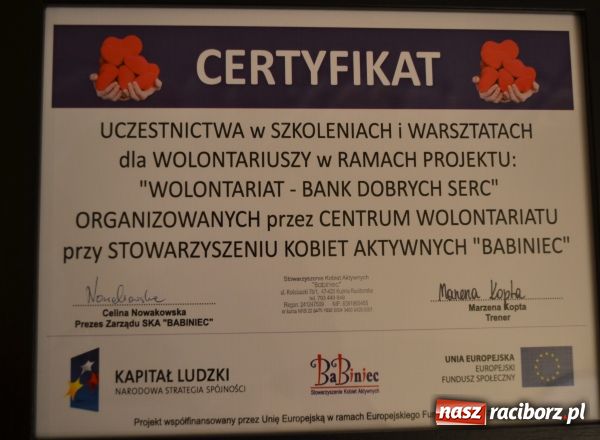 CERTYFIKAT
UCZESTNICTWA w SZKOLENIACH i WARSZTATACH
dla WOLONTARIUSZY w RAMACH PROJEKTU:
"WOLONTARIAT - BANK DOBRYCH SERC"
ORGANIZOWANYCH przez CENTRUM WOLONTARIATU
przy STOWARZYSZENIU KOBIET AKTYWNYCH "BABINIEC"
Nowakowska
Celina Nowakowska
Prezes Zarządu SKA "BABINIEC"
Stowarzyszenie Kobiet Aktywnych
"Babiniec"
Marzena Kopta
Marzena Kopta
Trener
KAPITAŁ LUDZKI
NARODOWA STRATEGIA SPÓJNOŚCI
BaBiniec
Stowarzyszenie Kobiet Aktywnych
UNIA EUROPEJSKA
EUROPEJSKI
FUNDUSZ SPOŁECZNY
Projekt współfinansowany przez Unię Europejską w ramach Europejskiego
nasz raciborz.pl